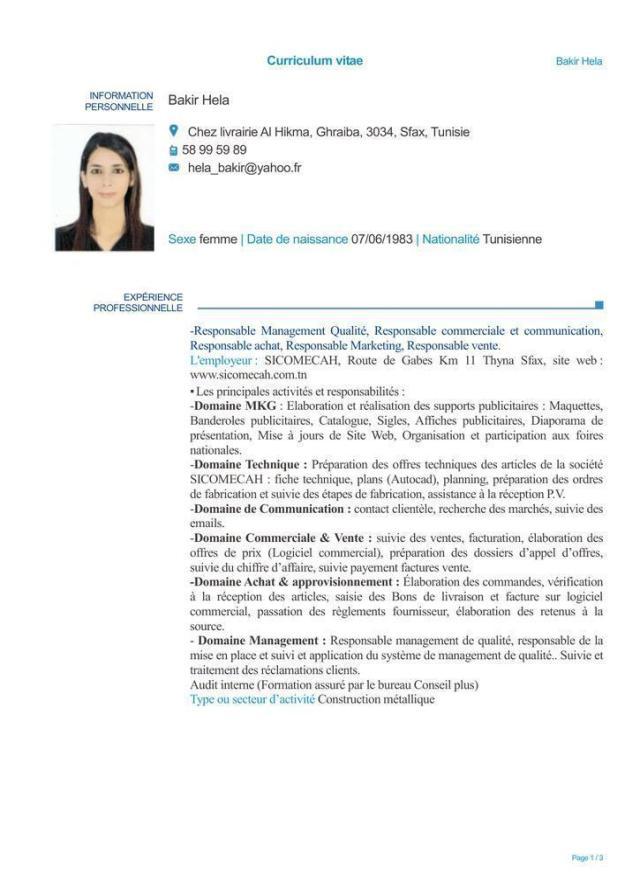 Curriculum vitae
Bakir Hela
INFORMATION
PERSONNELLE
Bakir Hela
Chez livrairie Al Hikma, Ghraiba, 3034, Sfax, Tunisie
58 99 59 89
hela_bakir@yahoo.fr
Sexe femme | Date de naissance 07/06/1983 | Nationalité Tunisienne
EXPÉRIENCE
PROFESSIONNELLE
-Responsable Management Qualité, Responsable commerciale et communication,
Responsable achat, Responsable Marketing, Responsable vente.
L'employeur : SICOMECAH, Route de Gabes Km 11 Thyna Sfax, site web :
www.sicomecah.com.tn
▪ Les principales activités et responsabilités :
-Domaine MKG : Elaboration et réalisation des supports publicitaires : Maquettes,
Banderoles publicitaires, Catalogue, Sigles, Affiches publicitaires, Diaporama de
présentation, Mise à jours de Site Web, Organisation et participation aux foires
nationales.
-Domaine Technique : Préparation des offres techniques des articles de la société
SICOMECAH : fiche technique, plans (Autocad), planning, préparation des ordres
de fabrication et suivie des étapes de fabrication, assistance à la réception P.V.
-Domaine de Communication : contact clientèle, recherche des marchés, suivie des
emails.
-Domaine Commerciale & Vente : suivie des ventes, facturation, élaboration des
offres de prix (Logiciel commercial), préparation des dossiers d’appel d’offres,
suivie du chiffre d’affaire, suivie payement factures vente.
-Domaine Achat & approvisionnement : Élaboration des commandes, vérification
à la réception des articles, saisie des Bons de livraison et facture sur logiciel
commercial, passation des règlements fournisseur, élaboration des retenus à la
source.
- Domaine Management : Responsable management de qualité, responsable de la
mise en place et suivi et application du système de management de qualité.. Suivie et
traitement des réclamations clients.
Audit interne (Formation assuré par le bureau Conseil plus)
Type ou secteur d’activité Construction métallique
Page 1 / 3